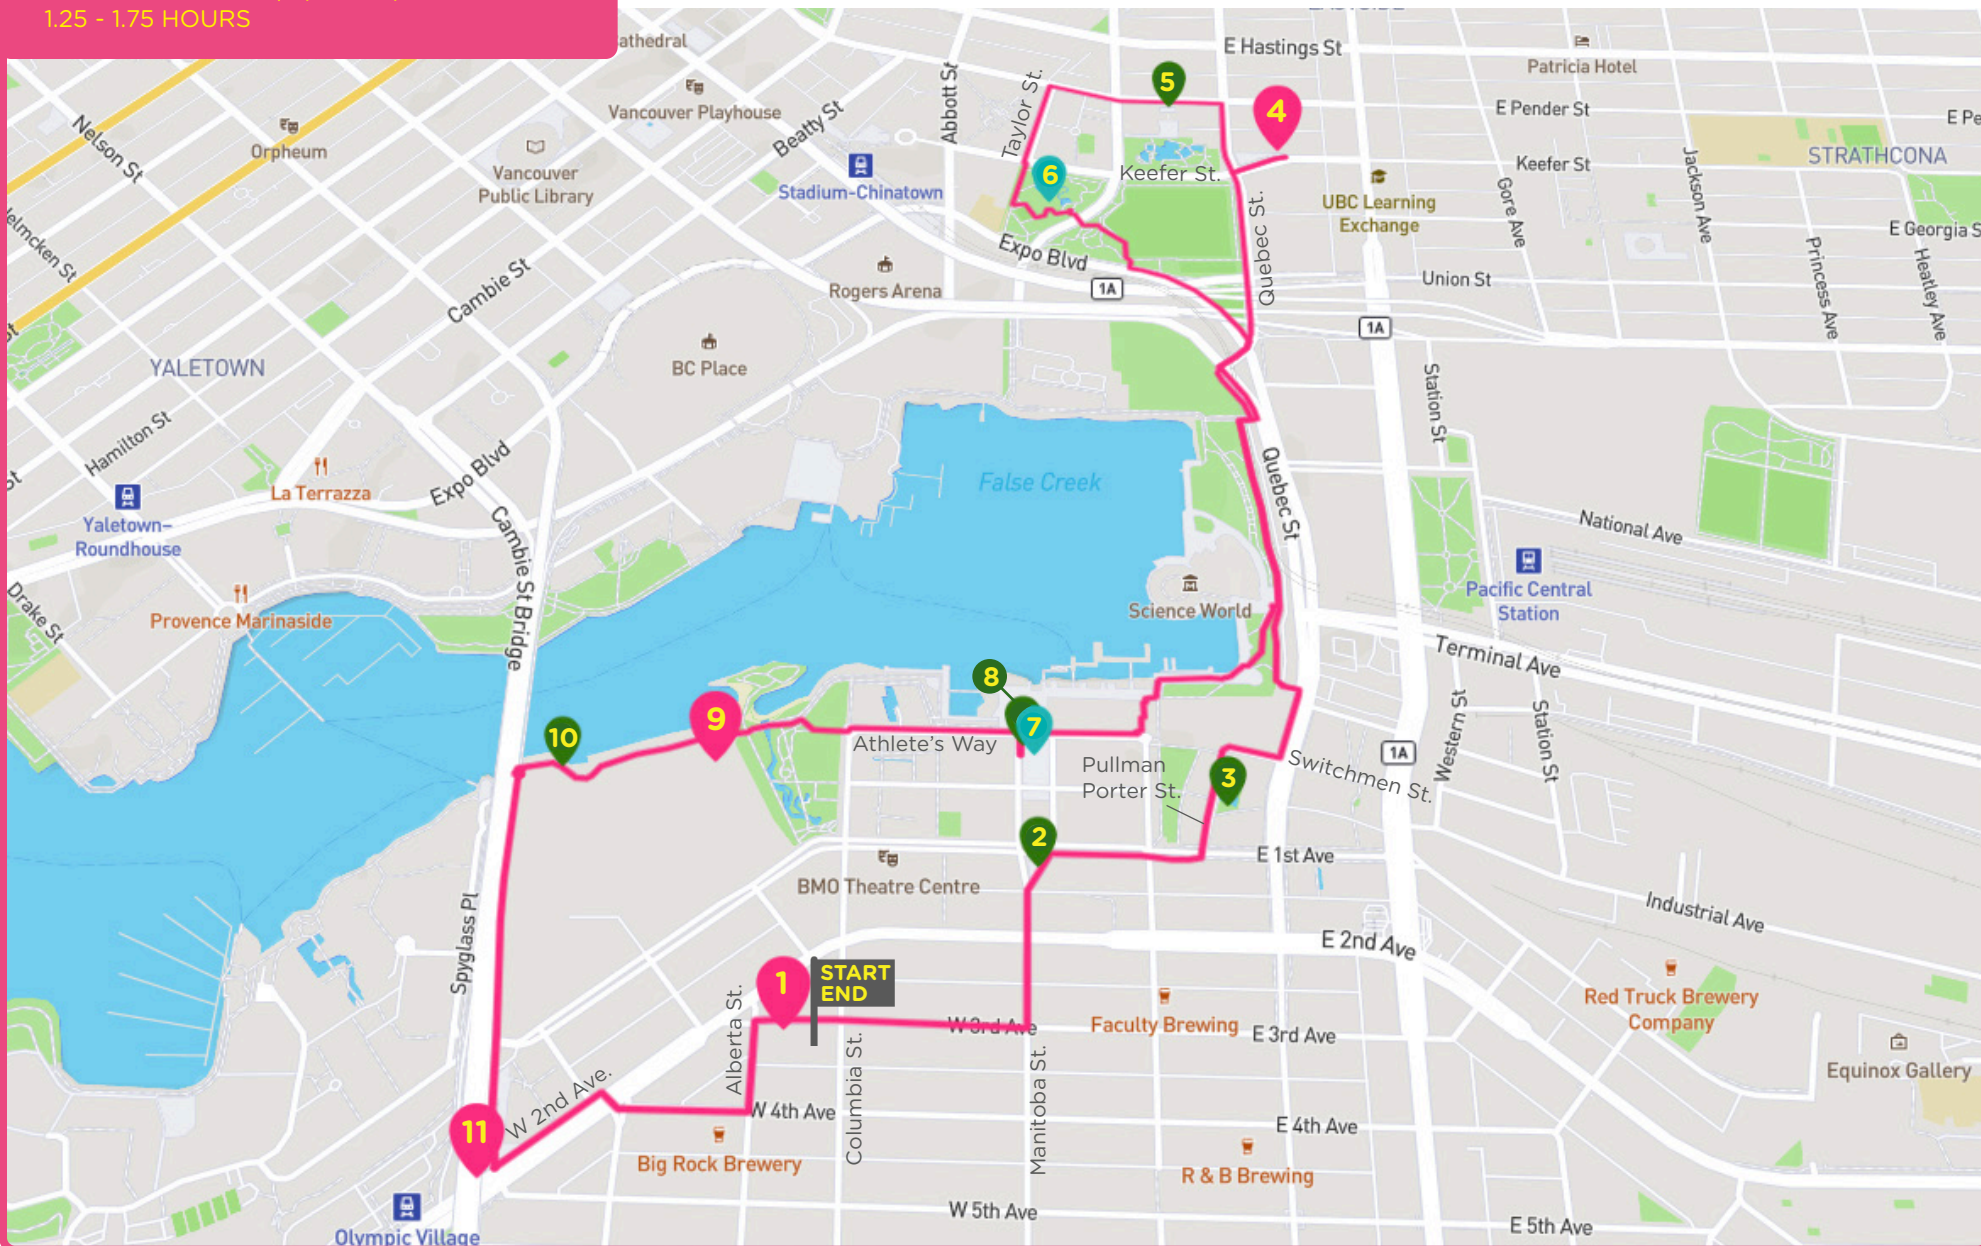 1.25 - 1.75 HOURS
E Hastings St
Patricia Hotel
Vancouver Playhouse
Abbott St
Taylor St.
5
4
E Pender St
Nelson St
Orpheum
Beatty St
Vancouver
Public Library
Stadium-Chinatown
6
Keefer St.
Keefer St
STRATHCONA
UBC Learning
Exchange
Gore Ave
Jackson Ave
E Georgia S
Expo Blvd
1A
Quebec St.
Union St
Princess Ave
Heatley Ave
Cambie St
Rogers Arena
1A
YALETOWN
BC Place
Station St
Hamilton St
La Terrazza
Expo Blvd
False Creek
Quebec St
Yaletown-
Roundhouse
Cambie St Bridge
National Ave
Pacific Central
Station
Science World
Drake St
Provence Marinaside
Terminal Ave
8
9
7
10
Athlete's Way
Pullman
Porter St.
3
Switchmen St.
1A
Western St
Station St
2
E 1st Ave
BMO Theatre Centre
Spyglass Pl
Industrial Ave
E 2nd Ave
1
START
END
Alberta St.
W 3rd Ave
Columbia St.
Manitoba St.
Faculty Brewing
E 3rd Ave
Red Truck Brewery
Company
Equinox Gallery
11
W 2nd Ave.
W 4th Ave
E 4th Ave
Big Rock Brewery
R & B Brewing
Olympic Village
W 5th Ave
E 5th Ave